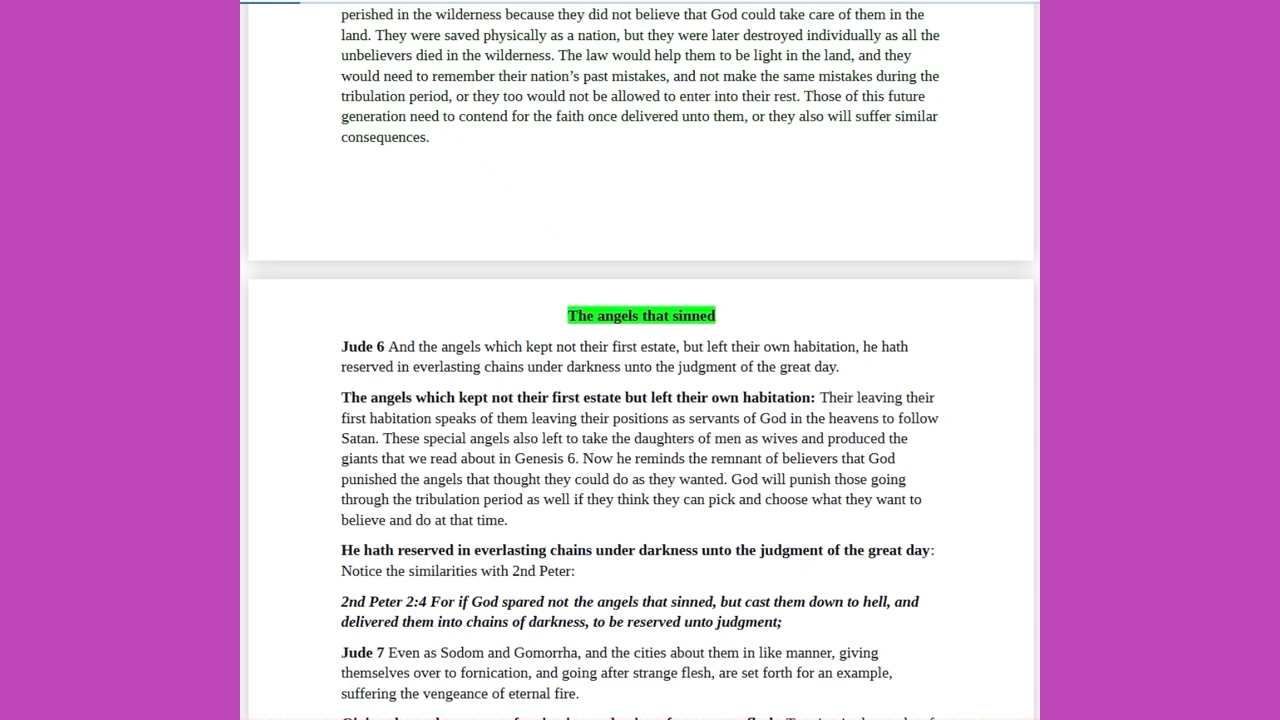 perished in the wilderness because they did not believe that God could take care of them in the
land. They were saved physically as a nation, but they were later destroyed individually as all the
unbelievers died in the wilderness. The law would help them to be light in the land, and they
would need to remember their nation’s past mistakes, and not make the same mistakes during the
tribulation period, or they too would not be allowed to enter into their rest. Those of this future
generation need to contend for the faith once delivered unto them, or they also will suffer similar
consequences.
The angels that sinned
Jude 6 And the angels which kept not their first estate, but left their own habitation, he hath
reserved in everlasting chains under darkness unto the judgment of the great day.
The angels which kept not their first estate but left their own habitation: Their leaving their
first habitation speaks of them leaving their positions as servants of God in the heavens to follow
Satan. These special angels also left to take the daughters of men as wives and produced the
giants that we read about in Genesis 6. Now he reminds the remnant of believers that God
punished the angels that thought they could do as they wanted. God will punish those going
through the tribulation period as well if they think they can pick and choose what they want to
believe and do at that time.
He hath reserved in everlasting chains under darkness unto the judgment of the great day:
Notice the similarities with 2nd Peter:
2nd Peter 2:4 For if God spared not the angels that sinned, but cast them down to hell, and
delivered them into chains of darkness, to be reserved unto judgment;
Jude 7 Even as Sodom and Gomorrha, and the cities about them in like manner, giving
themselves over to fornication, and going after strange flesh, are set forth for an example,
suffering the vengeance of eternal fire.